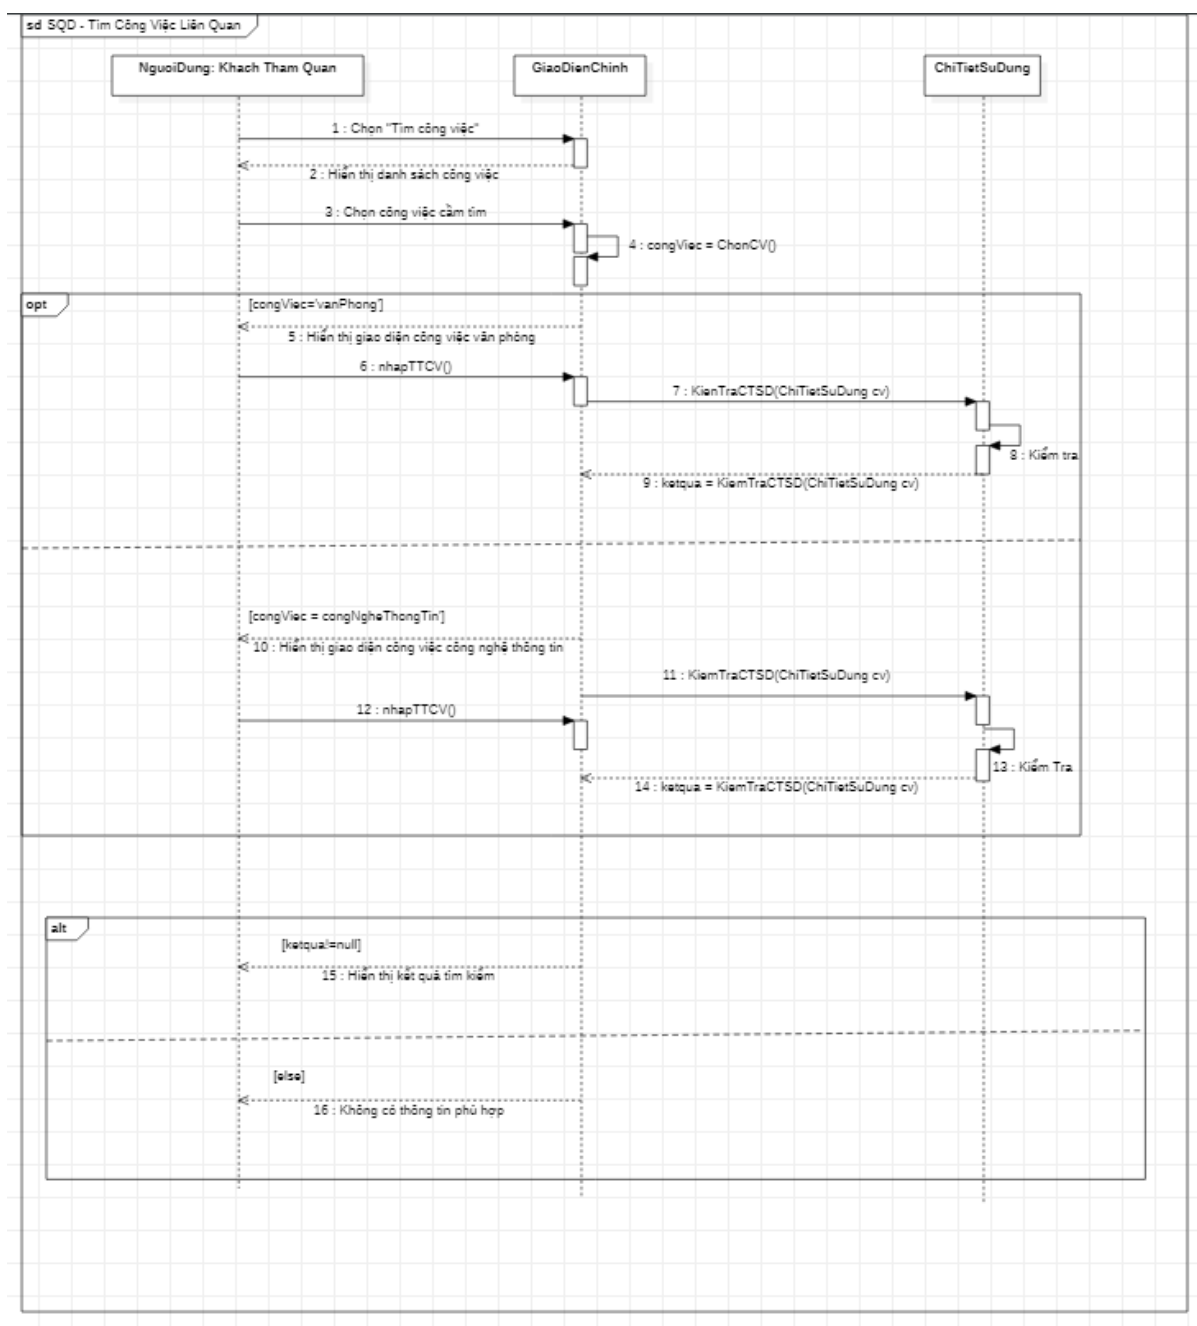 sd SQD - Tìm Công Việc Liên Quan
NguoiDung: Khach Tham Quan
GiaoDienChinh
ChiTietSuDung
1 : Chọn "Tìm công việc"
2 : Hiển thị danh sách công việc
3 : Chọn công việc cầm tìm
4 : congViec = ChonCV()
opt
[congViec='vanPhong']
5 : Hiển thị giao diện công việc văn phòng
6 : nhapTTCV()
7 : KienTraCTSD(ChiTietSuDung cv)
8 : Kiểm tra
9 : ketqua = KiemTraCTSD(ChiTietSuDung cv)
[congViec = congNgheThongTin']
10 : Hiển thị giao diện công việc công nghệ thông tin
11 : KiemTraCTSD(ChiTietSuDung cv)
12 : nhapTTCV()
13 : Kiểm Tra
14 : ketqua = KiemTraCTSD(ChiTietSuDung cv)
alt
[ketqua!=null]
15 : Hiển thị kết quả tìm kiếm
[else]
16 : Không có thông tin phù hợp